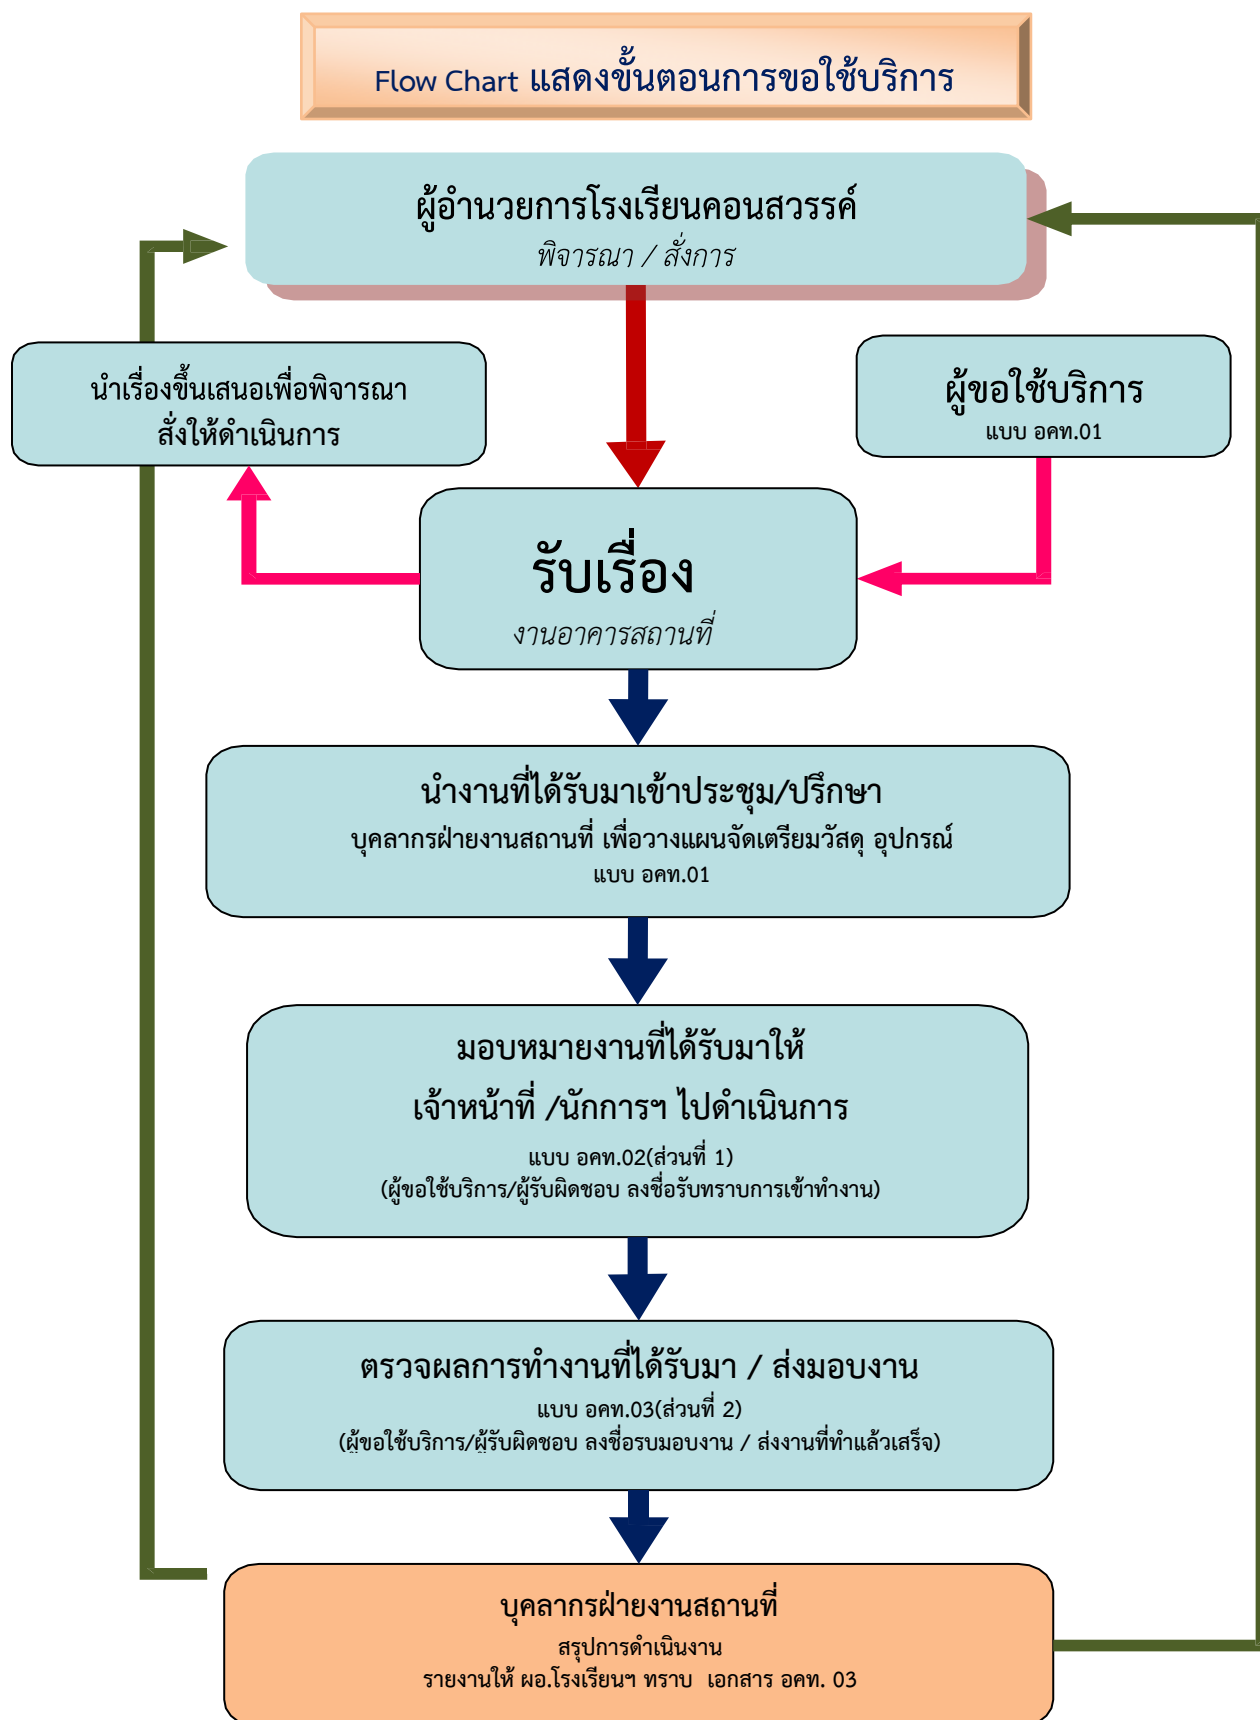 Flow Chart แสดงขั้นตอนการขอใช้บริการ
ผู้อำนวยการโรงเรียนคอนสวรรค์
พิจารณา / สั่งการ
นำเรื่องขึ้นเสนอเพื่อพิจารณา
สั่งให้ดำเนินการ
ผู้ขอใช้บริการ
แบบ อคท.01
รับเรื่อง
งานอาคารสถานที่
นำงานที่ได้รับมาเข้าประชุม/ปรึกษา
บุคลากรฝ่ายงานสถานที่ เพื่อวางแผนจัดเตรียมวัสดุ อุปกรณ์
แบบ อคท.01
มอบหมายงานที่ได้รับมาให้
เจ้าหน้าที่ /นักการฯ ไปดำเนินการ
แบบ อคท.02(ส่วนที่ 1)
(ผู้ขอใช้บริการ/ผู้รับผิดชอบ ลงชื่อรับทราบการเข้าทำงาน)
ตรวจผลการทำงานที่ได้รับมา / ส่งมอบงาน
แบบ อคท.03(ส่วนที่ 2)
(ผู้ขอใช้บริการ/ผู้รับผิดชอบ ลงชื่อรบมอบงาน / ส่งงานที่ทำแล้วเสร็จ)
บุคลากรฝ่ายงานสถานที่
สรุปการดำเนินงาน
รายงานให้ ผอ.โรงเรียนฯ ทราบ เอกสาร อคท. 03